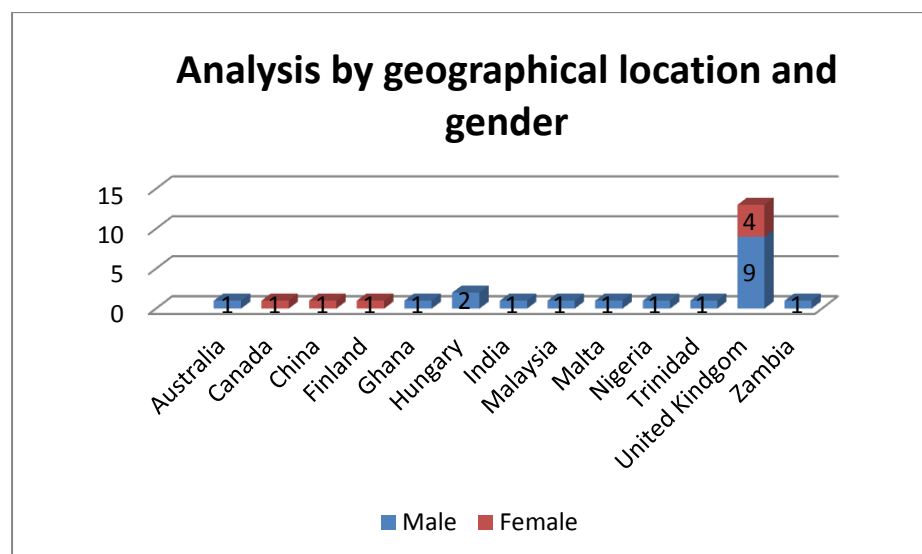 Analysis by geographical location and
gender
15
10
5
0
4
9
1
1
1
1
1
2
1
1
1
1
1
1
Australia
Canada
China
Finland
Ghana
Hungary
India
Malaysia
Malta
Nigeria
Trinidad
United Kindgom
Zambia
Male Female